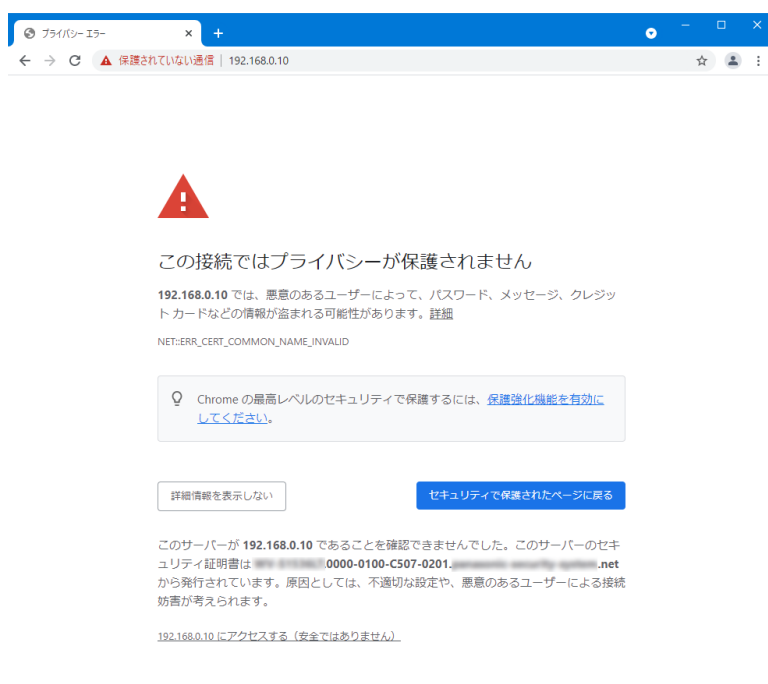 プライバシー エラー
保護されていない通信 | 192.168.0.10
この接続ではプライバシーが保護されません
192.168.0.10 では、悪意のあるユーザーによって、パスワード、メッセージ、クレジッ
ト カードなどの情報が盗まれる可能性があります。詳細
NET::ERR_CERT_COMMON_NAME_INVALID
Chrome の最高レベルのセキュリティで保護するには、保護強化機能を有効に
してください。
詳細情報を表示しない
セキュリティで保護されたページに戻る
このサーバーが 192.168.0.10 であることを確認できませんでした。このサーバーのセキ
ュリティ証明書は .0000-0100-C507-0201. .net
から発行されています。原因としては、不適切な設定や、悪意のあるユーザーによる接続
妨害が考えられます。
192.168.0.10 にアクセスする（安全ではありません）